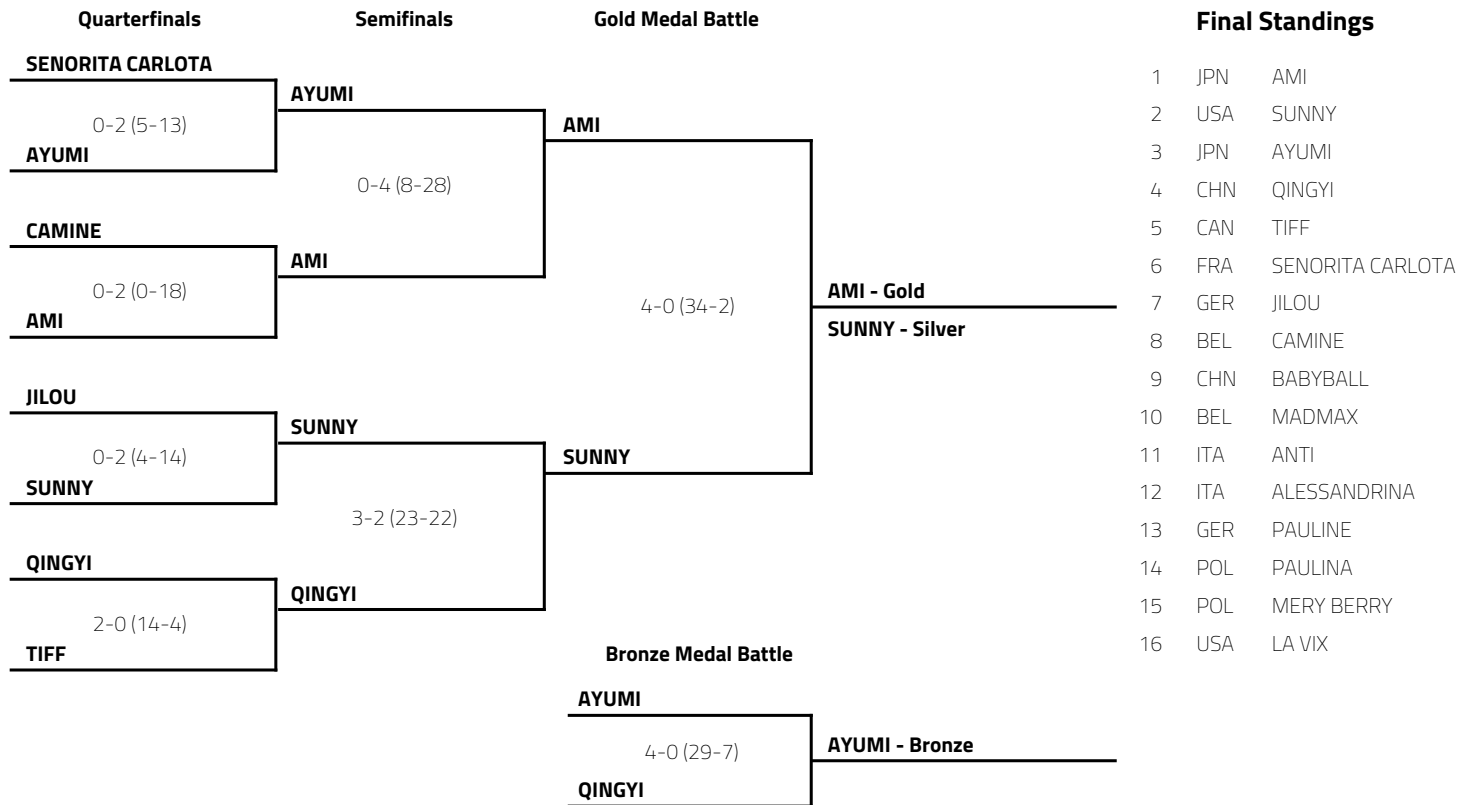 Quarterfinals
Semifinals
Gold Medal Battle
SENORITA CARLOTA
0-2 (5-13)
AYUMI
CAMINE
0-2 (0-18)
AMI
JILOU
0-2 (4-14)
SUNNY
QINGYI
2-0 (14-4)
TIFF
AYUMI
0-4 (8-28)
AMI
SUNNY
3-2 (23-22)
QINGYI
AMI
4-0 (34-2)
SUNNY
AMI - Gold
SUNNY - Silver
Bronze Medal Battle
AYUMI
4-0 (29-7)
QINGYI
AYUMI - Bronze
Final Standings
1 JPN AMI
2 USA SUNNY
3 JPN AYUMI
4 CHN QINGYI
5 CAN TIFF
6 FRA SENORITA CARLOTA
7 GER JILOU
8 BEL CAMINE
9 CHN BABYBALL
10 BEL MADMAX
11 ITA ANTI
12 ITA ALESSANDRINA
13 GER PAULINE
14 POL PAULINA
15 POL MERY BERRY
16 USA LA VIX